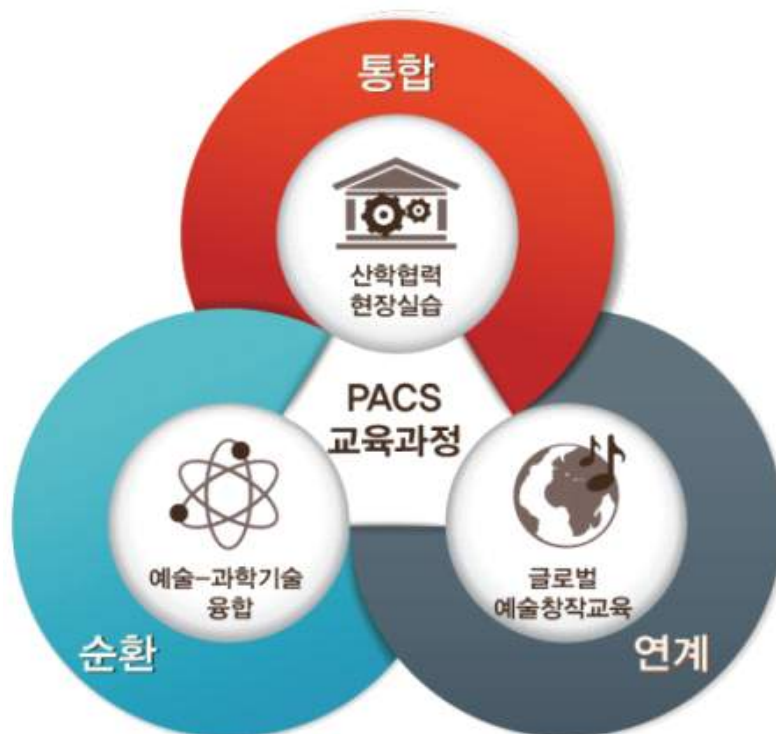 통합
산학협력
현장실습
PACS
교육과정
예술-과학기술
융합
순환
글로벌
예술창작교육
연계